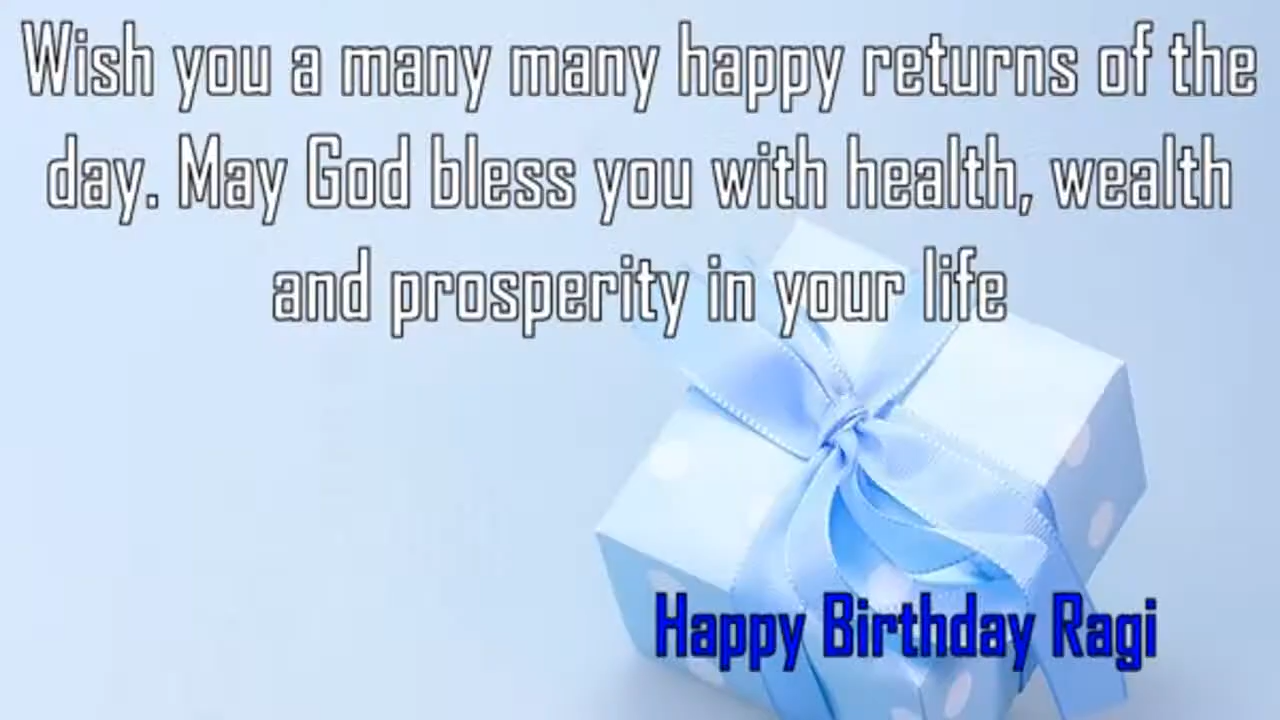 Wish you a many many happy returns of the
day. May God bless you with health, wealth
and prosperity in your life
Happy Birthday Ragi